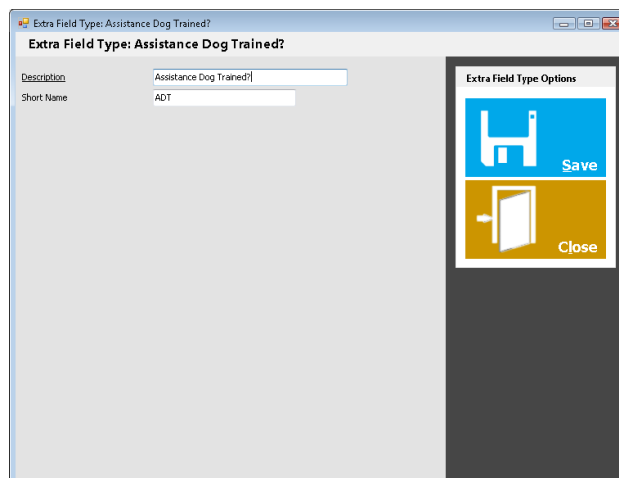 Extra Field Type: Assistance Dog Trained?
Extra Field Type: Assistance Dog Trained?
Description
Assistance Dog Trained?
Short Name
ADT
Extra Field Type Options
Save
Close